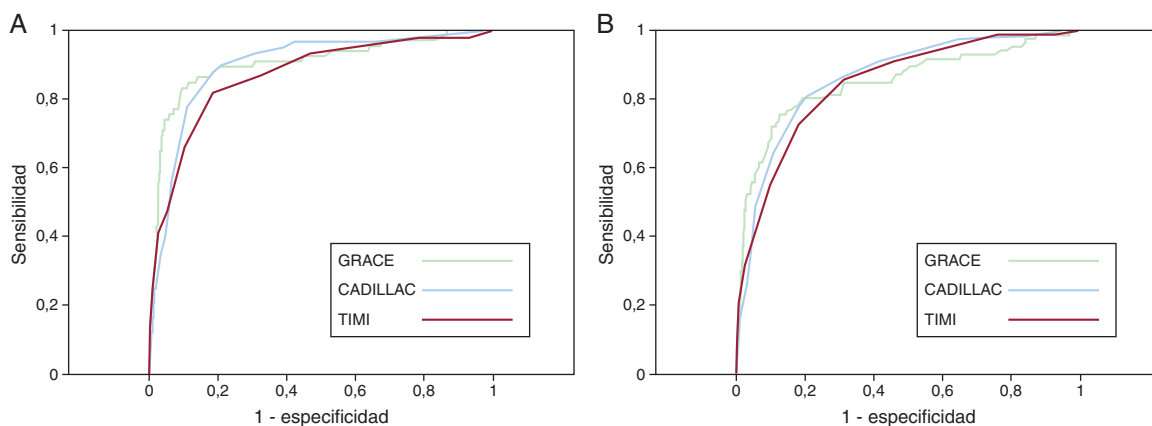 A
1
0,8
0,6
0,4
0,2
0
Sensibilidad
GRACE
CADILLAC
TIMI
0
0,2
0,4
0,6
0,8
1
1 - especificidad
B
1
0,8
0,6
0,4
0,2
0
Sensibilidad
GRACE
CADILLAC
TIMI
0
0,2
0,4
0,6
0,8
1
1 - especificidad